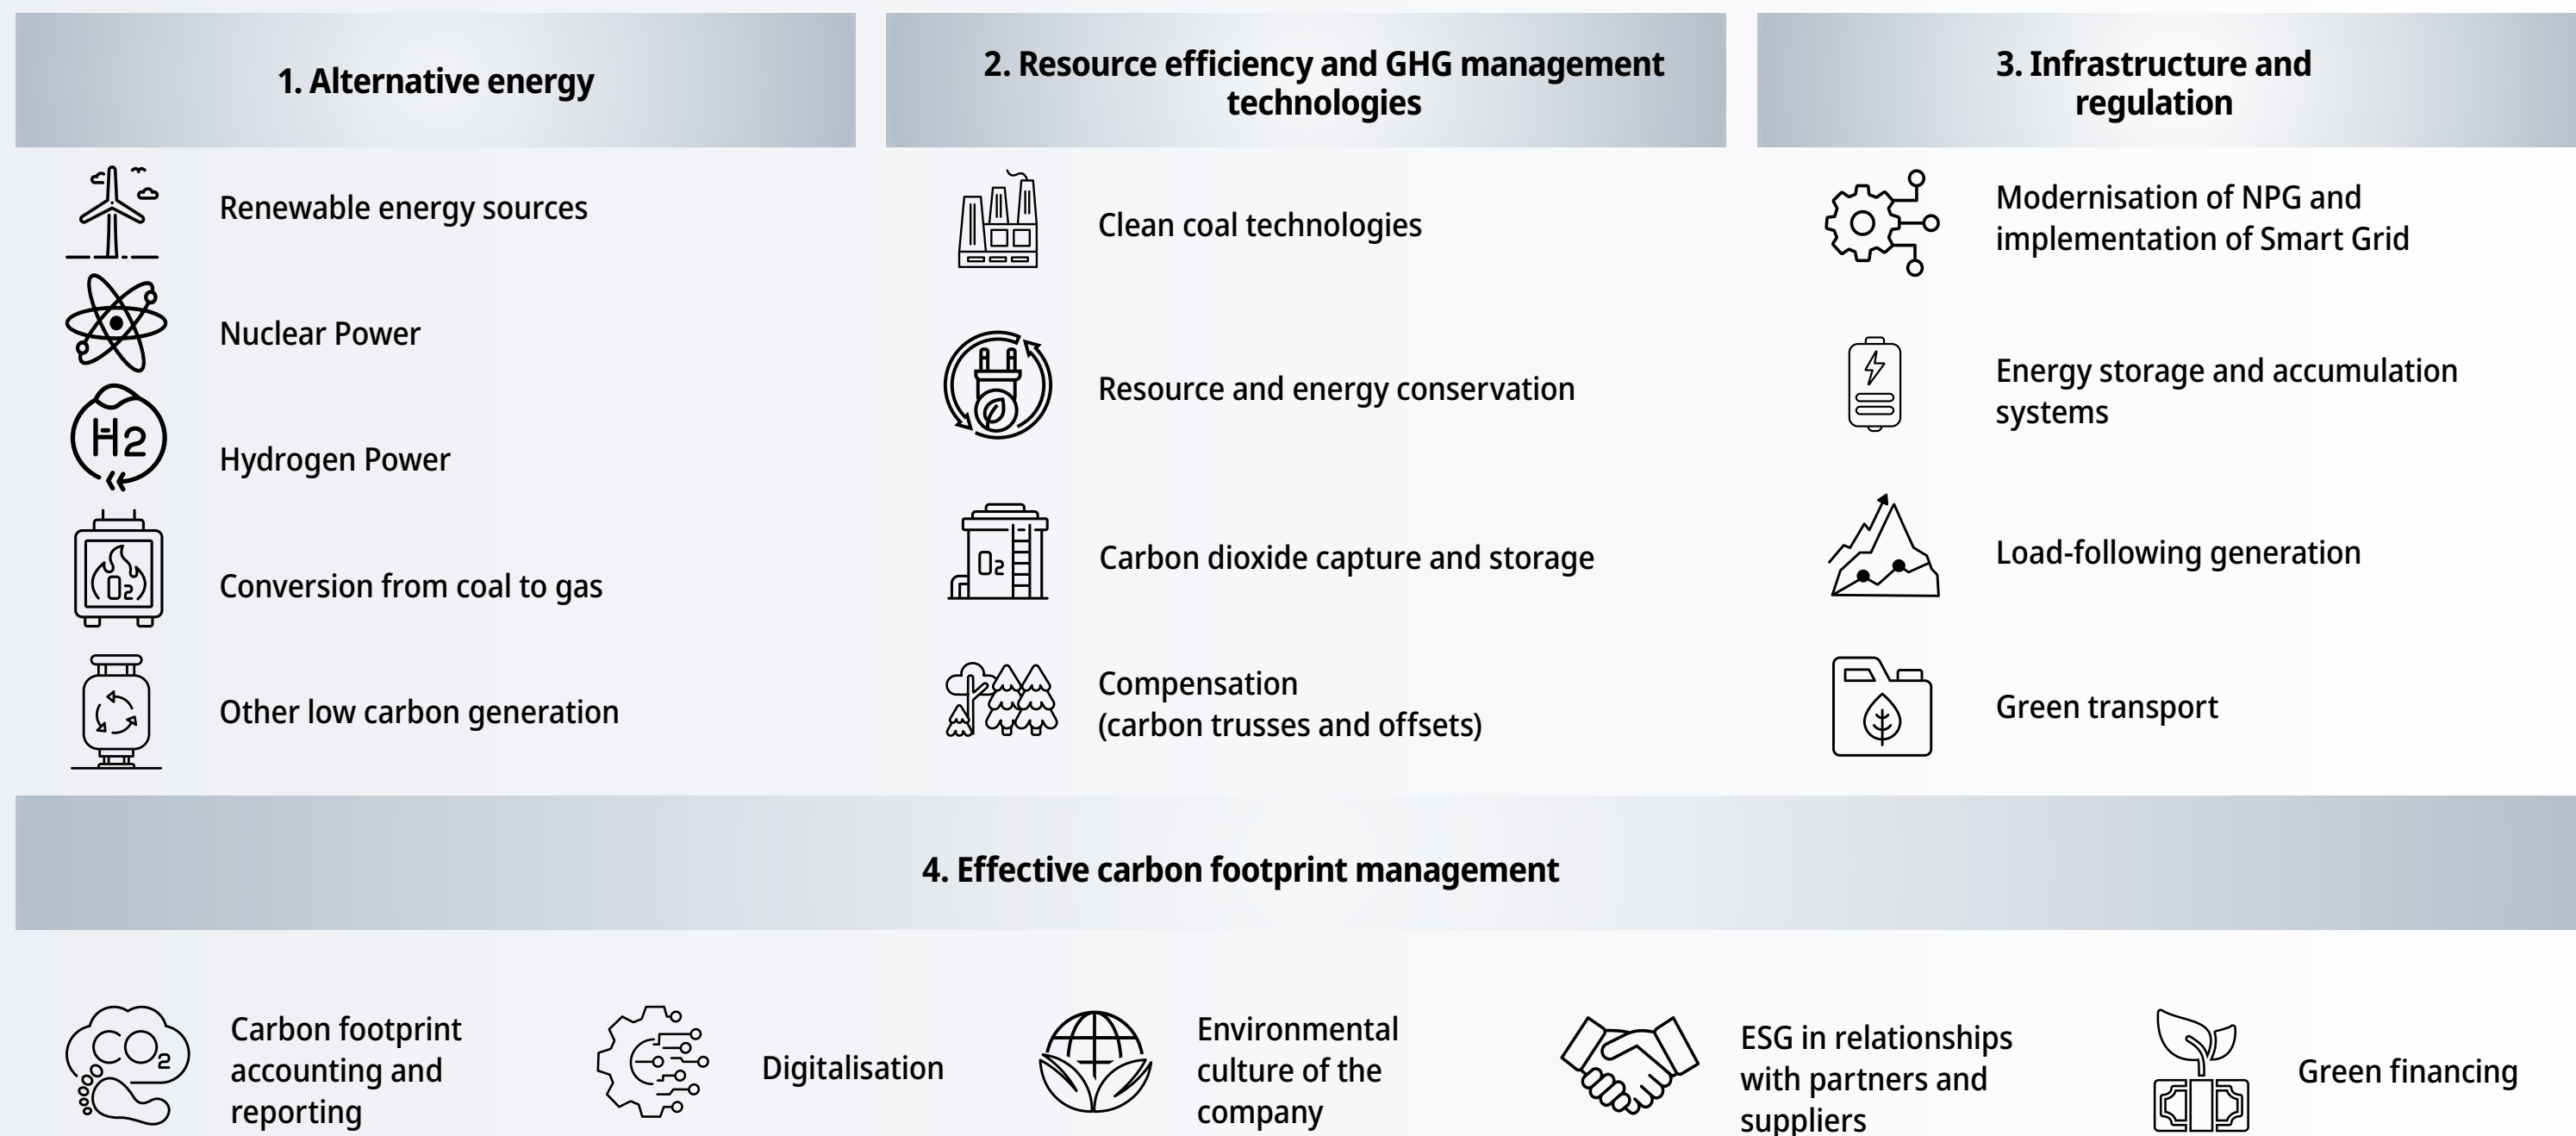 1. Alternative energy
Renewable energy sources
Nuclear Power
H2
Hydrogen Power
O2
Conversion from coal to gas
Other low carbon generation
2. Resource efficiency and GHG management
technologies
Clean coal technologies
Resource and energy conservation
O2
Carbon dioxide capture and storage
Compensation
(carbon trusses and offsets)
3. Infrastructure and
regulation
Modernisation of NPG and
implementation of Smart Grid
Energy storage and accumulation
systems
Load-following generation
Green transport
4. Effective carbon footprint management
CO2
Carbon footprint
accounting and
reporting
Digitalisation
Environmental
culture of the
company
ESG in relationships
with partners and
suppliers
Green financing